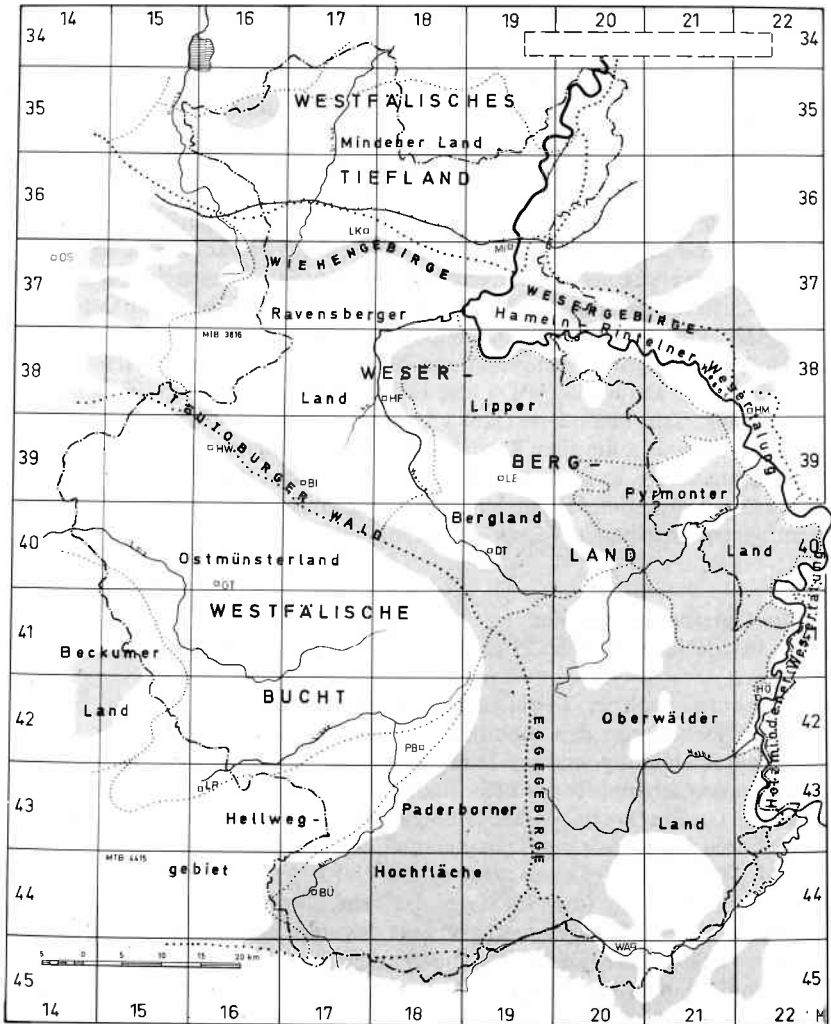 14 15 16 17 18 19 20 21 22
34 34
WESTFÄLISCHES
35 35
Mindener Land
TIEFLAND
36 36
LK
MI
OS
WIEHENGEBIRGE
37 37
WESERGEBIRGE
Ravensberger
Hameln-Rintelner Wesertalung
MTB 3816
38 38
WESER-
Land
HF
Lipper
HM
TEUTOBURGER WALD
39 39
HW
BERG-
BI
LE
Pyrmonter
Bergland
40 40
Ostmünsterland
DT
LAND
Land
GT
WESTFÄLISCHE
41 41
Beckumer
HÖ
Land
BUCHT
Oberwälder
42 42
EGGEGEBIRGE
PB
Holzmindener Wesertalung
LP
43 43
Hellweg-
Paderborner
Land
MTB 4415
gebiet
Hochfläche
44 44
BÜ
WAR
5 0 5 10 15 20 km
45 45
14 15 16 17 18 19 20 21 22